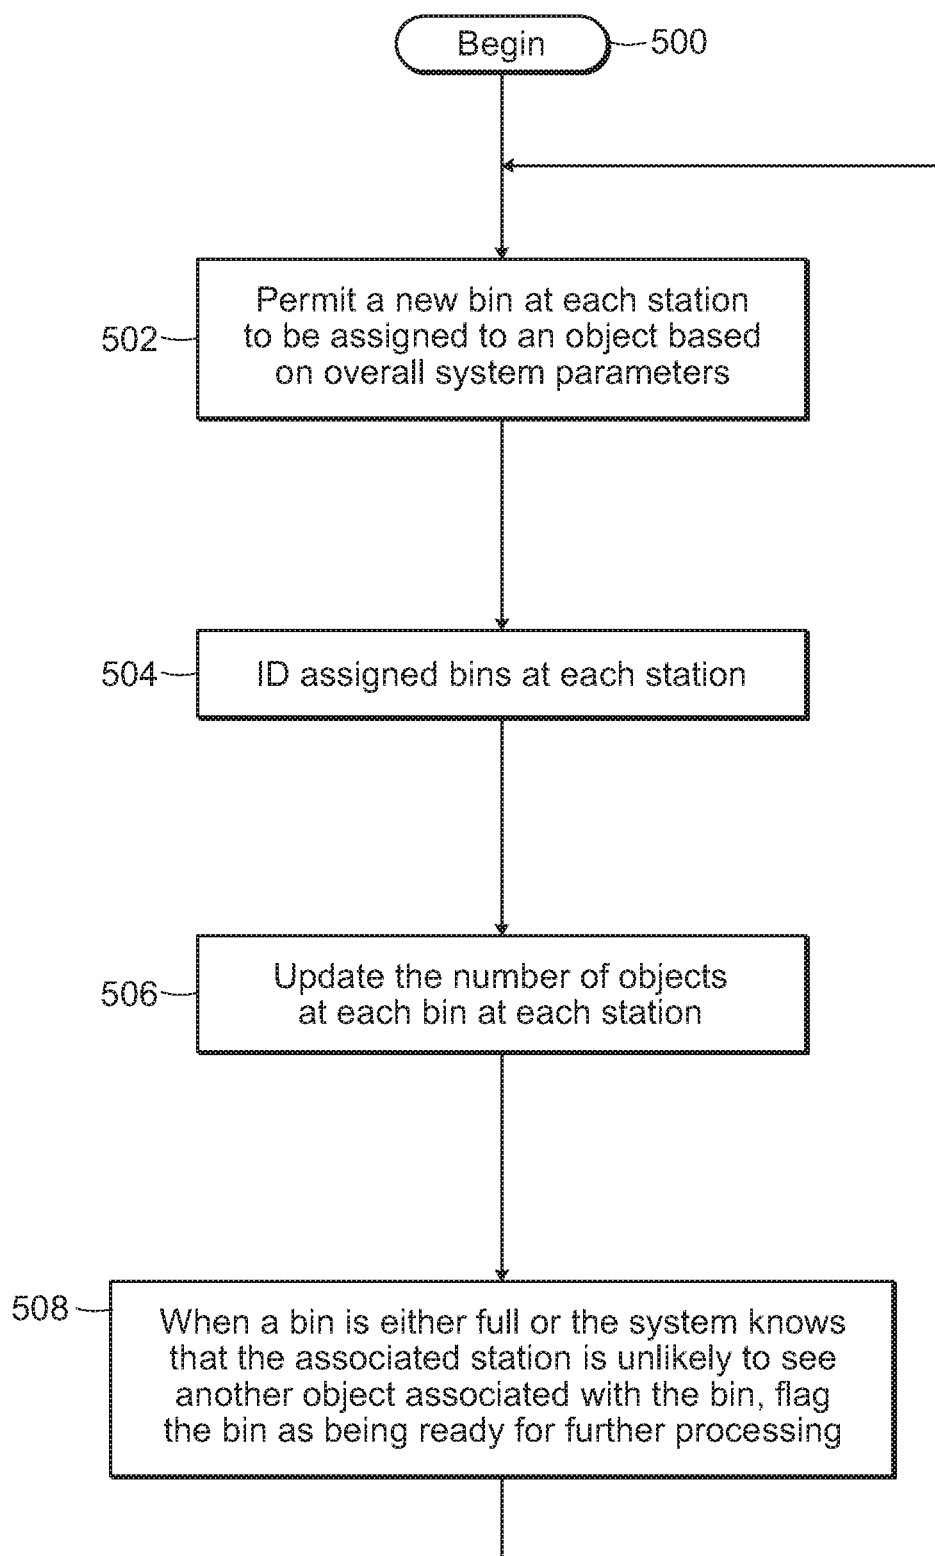 Begin
500
502
Permit a new bin at each station
to be assigned to an object based
on overall system parameters
504
ID assigned bins at each station
506
Update the number of objects
at each bin at each station
508
When a bin is either full or the system knows
that the associated station is unlikely to see
another object associated with the bin, flag
the bin as being ready for further processing